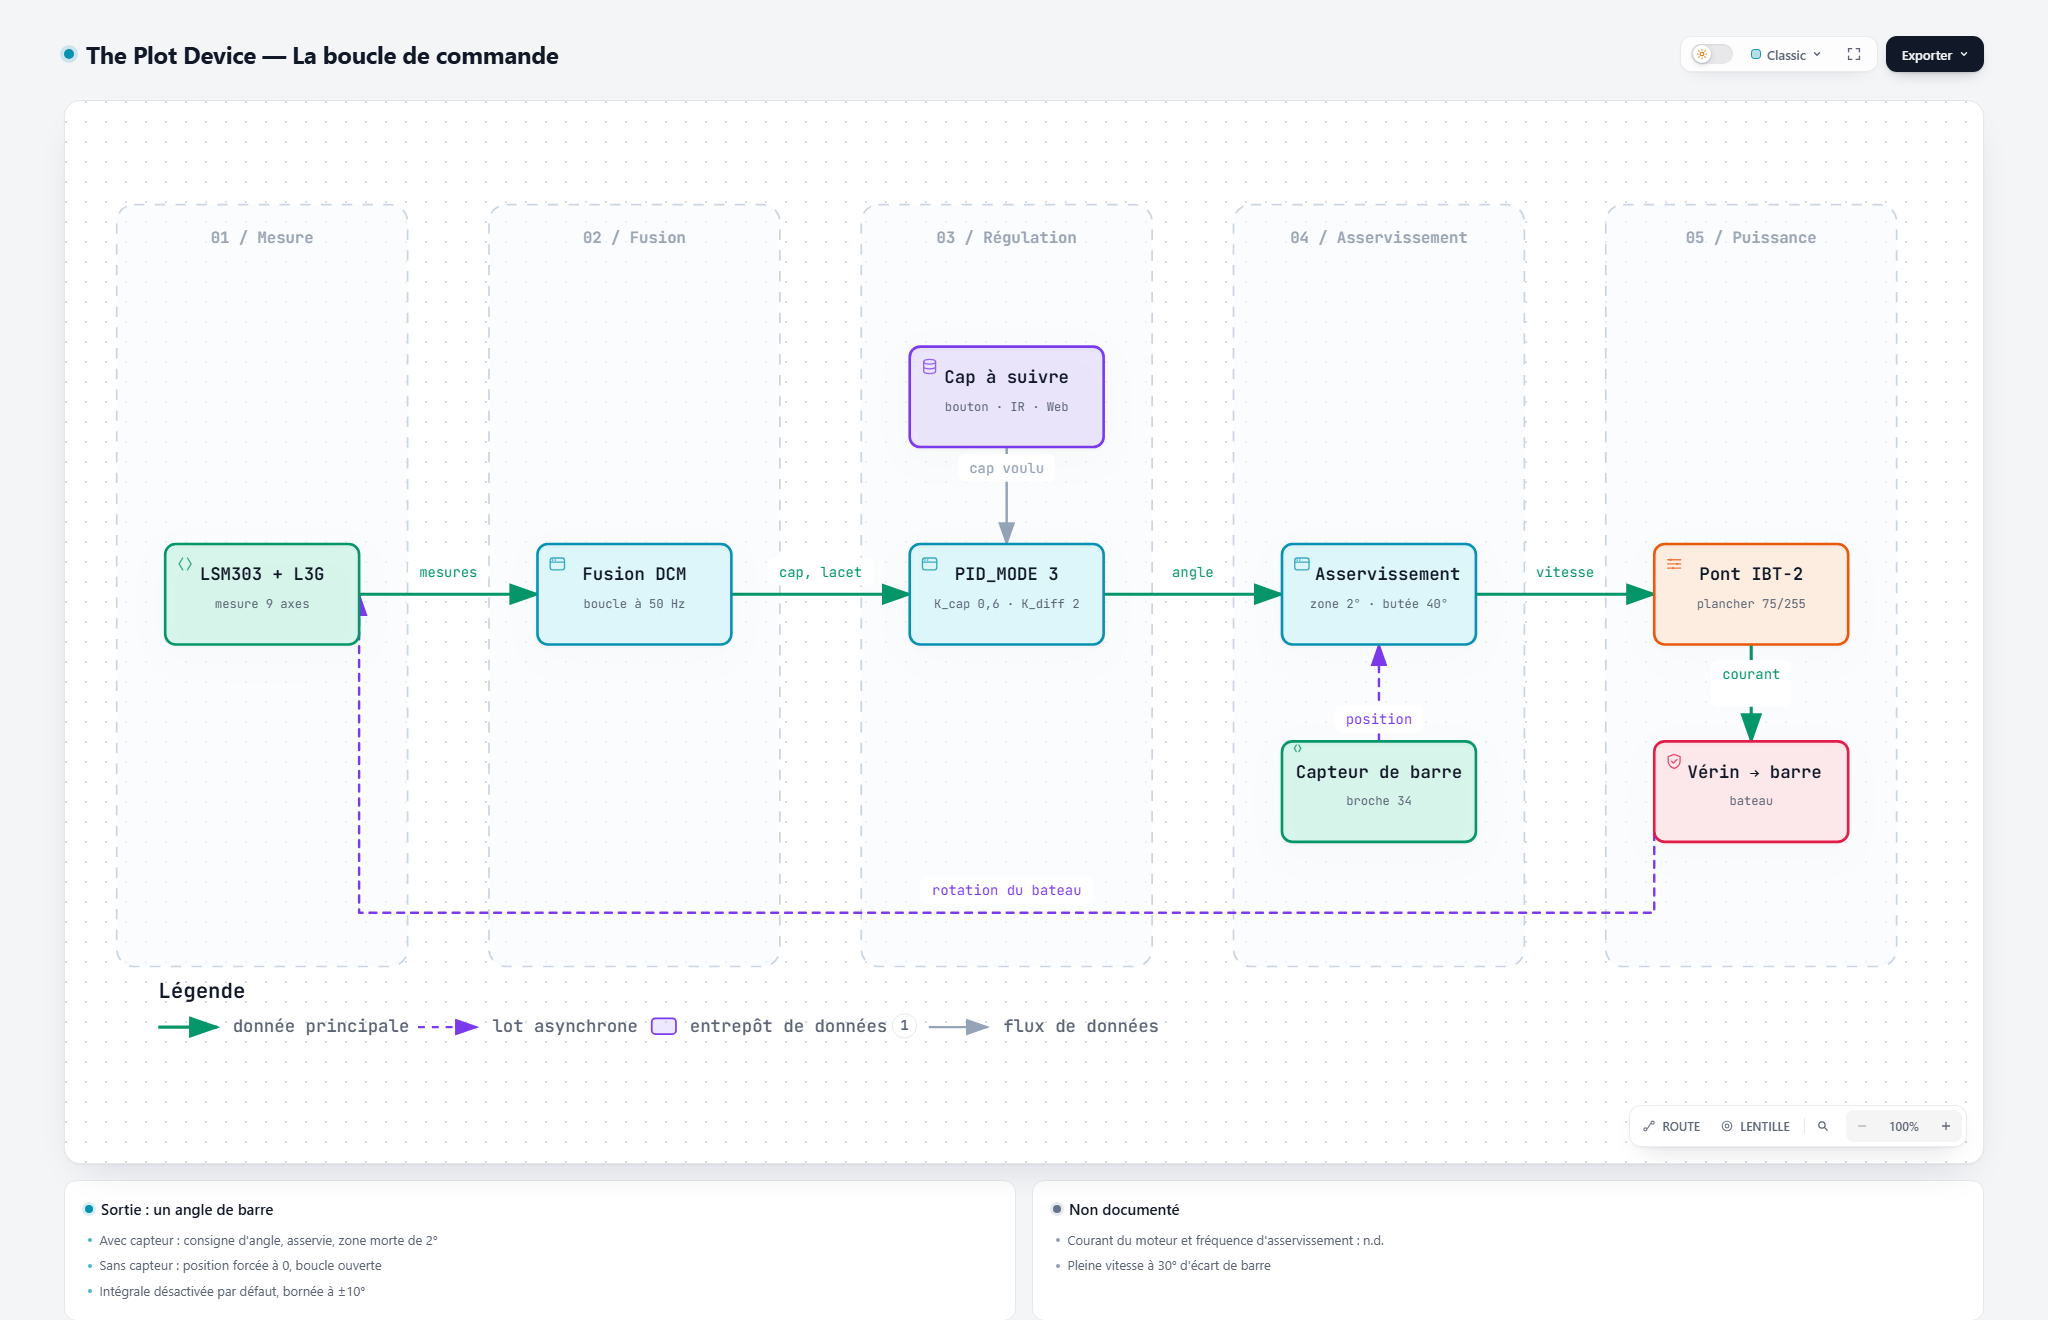 The Plot Device — La boucle de commande
Classic
Exporter
01 / Mesure
02 / Fusion
03 / Régulation
04 / Asservissement
05 / Puissance
Cap à suivre
bouton · IR · Web
cap voulu
LSM303 + L3G
mesure 9 axes
mesures
Fusion DCM
boucle à 50 Hz
cap, lacet
PID_MODE 3
K_cap 0,6 · K_diff 2
angle
Asservissement
zone 2° · butée 40°
vitesse
Pont IBT-2
plancher 75/255
courant
position
Capteur de barre
broche 34
Vérin → barre
bateau
rotation du bateau
Légende
donnée principale
lot asynchrone
entrepôt de données 1
flux de données
ROUTE
LENTILLE
− 100% +
Sortie : un angle de barre
• Avec capteur : consigne d'angle, asservie, zone morte de 2°
• Sans capteur : position forcée à 0, boucle ouverte
• Intégrale désactivée par défaut, bornée à ±10°
Non documenté
• Courant du moteur et fréquence d'asservissement : n.d.
• Pleine vitesse à 30° d'écart de barre